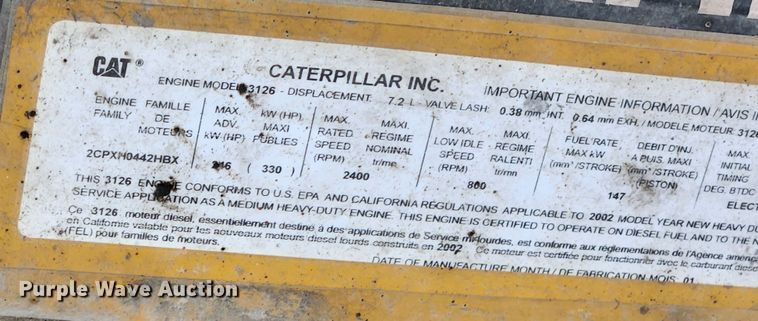 CAT®
CATERPILLAR INC.
IMPORTANT ENGINE INFORMATION / AVIS
ENGINE MODEL 3126 - DISPLACEMENT 7.2 L - VALVE LASH: 0.38 mm INT. 0.64 mm EXH. / MODELE MOTEUR 3126
ENGINE FAMILLE MAX. kW (HP) MAX. REGIME MAX. REGIME FUEL RATE DEBIT D'INJ. MAX.
FAMILY DE ADV. MAXI RATED MAXI LOW IDLE RALENTI MAX kW A PUIS. MAXI INITIAL
MOTEURS kW (HP) PUBLIES SPEED NOMINAL SPEED tr/mn (mm³/STROKE) (mm³/STROKE) TIMING
(RPM) tr/mn (RPM) (PISTON) DEG. BTDC
2CPXH0442HBX 246 ( 330 ) 2400 800 147 ELECT
THIS 3126 ENGINE CONFORMS TO U.S. EPA AND CALIFORNIA REGULATIONS APPLICABLE TO 2002 MODEL YEAR NEW HEAVY DU
SERVICE APPLICATION AS A MEDIUM HEAVY-DUTY ENGINE. THIS ENGINE IS CERTIFIED TO OPERATE ON DIESEL FUEL AND TO THE N
Ce 3126 moteur diesel, essentiellement destiné à des applications de Service mi-lourdes, est conforme aux réglementations de l'Agence améric
en Californie valable pour les nouveaux moteurs diesel lourds construits en 2002 Ce moteur est certifié pour fonctionner avec le carburant diese
(FEL) pour familles de moteurs.
DATE OF MANUFACTURE MONTH / DE FABRICATION MOIS 01
Purple Wave Auction